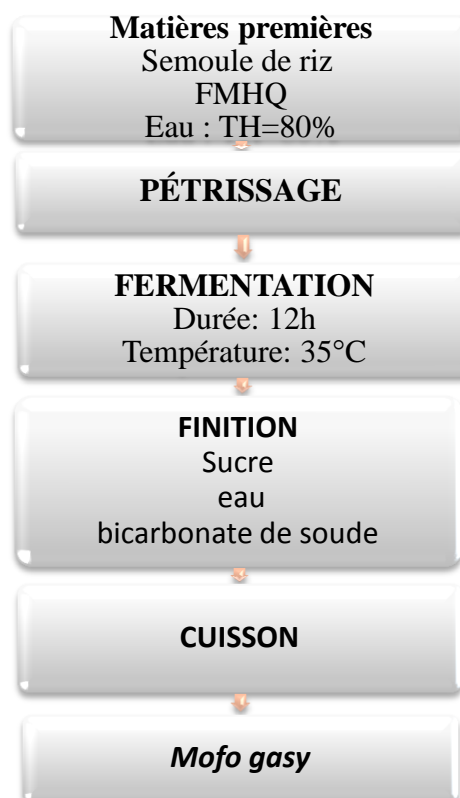 Matières premières
Semoule de riz
FMHQ
Eau : TH=80%
PÉTRISSAGE
FERMENTATION
Durée: 12h
Température: 35°C
FINITION
Sucre
eau
bicarbonate de soude
CUISSON
Mofo gasy